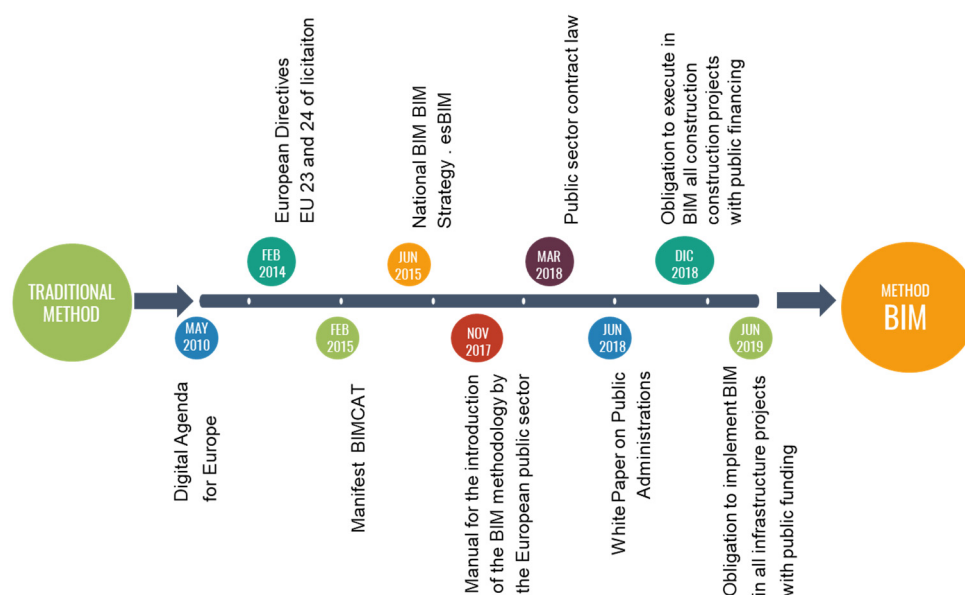 TRADITIONAL
METHOD
MAY
2010
Digital Agenda
for Europe
FEB
2014
European Directives
EU 23 and 24 of licitaiton
FEB
2015
Manifest BIMCAT
JUN
2015
National BIM BIM
Strategy . esBIM
NOV
2017
Manual for the introduction
of the BIM methodology by
the European public sector
MAR
2018
Public sector contract law
JUN
2018
White Paper on Public
Administrations
DIC
2018
Obligation to execute in
BIM all construction
construction projects
with public financing
JUN
2019
Obligation to implement BIM
in all infrastructure projects
with public funding
METHOD
BIM